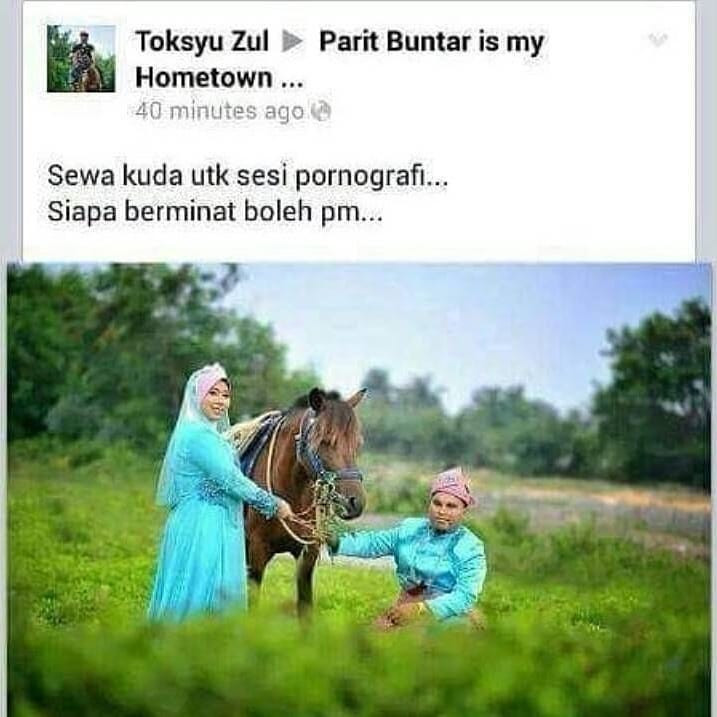 Toksyu Zul ▶ Parit Buntar is my
Hometown ...
40 minutes ago
Sewa kuda utk sesi pornografi...
Siapa berminat boleh pm...